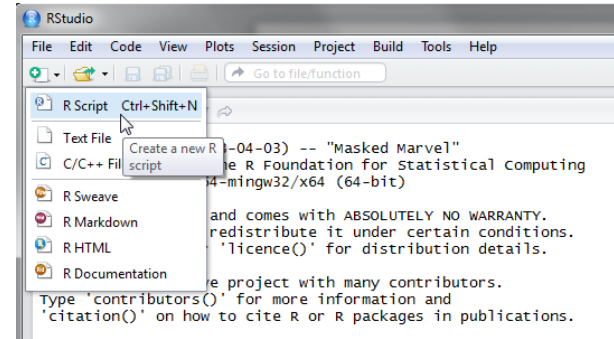 RStudio
File Edit Code View Plots Session Project Build Tools Help
Go to file/function
R Script Ctrl+Shift+N
Text File
C/C++ Fil
Create a new R
script
R Sweave
R Markdown
R HTML
R Documentation
-04-03) -- "Masked Marvel"
e R Foundation for Statistical Computing
-mingw32/x64 (64-bit)
and comes with ABSOLUTELY NO WARRANTY.
redistribute it under certain conditions.
'licence()' for distribution details.
ve project with many contributors.
Type 'contributors()' for more information and
'citation()' on how to cite R or R packages in publications.